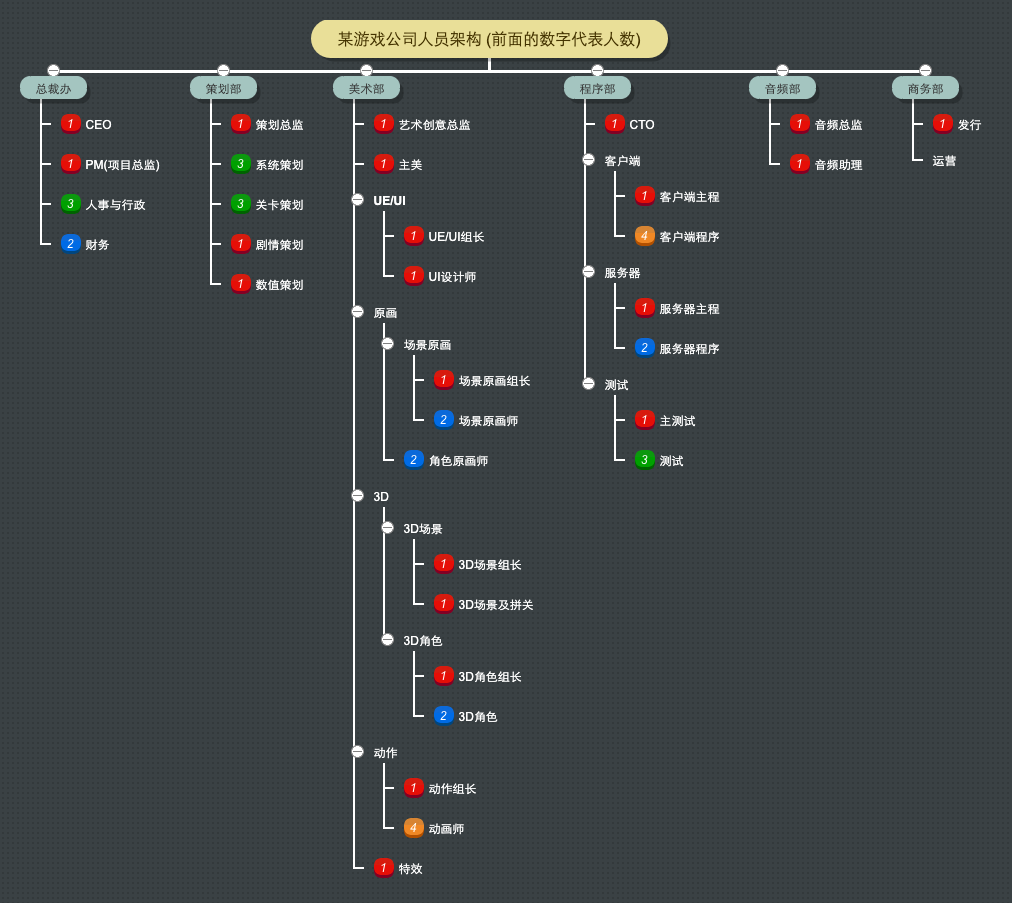 某游戏公司人员架构 (前面的数字代表人数)
总裁办
1 CEO
1 PM(项目总监)
3 人事与行政
2 财务
策划部
1 策划总监
3 系统策划
3 关卡策划
1 剧情策划
1 数值策划
美术部
1 艺术创意总监
1 主美
UE/UI
1 UE/UI组长
1 UI设计师
原画
场景原画
1 场景原画组长
2 场景原画师
2 角色原画师
3D
3D场景
1 3D场景组长
1 3D场景及拼关
3D角色
1 3D角色组长
2 3D角色
动作
1 动作组长
4 动画师
1 特效
程序部
1 CTO
客户端
1 客户端主程
4 客户端程序
服务器
1 服务器主程
2 服务器程序
测试
1 主测试
3 测试
音频部
1 音频总监
1 音频助理
商务部
1 发行
运营